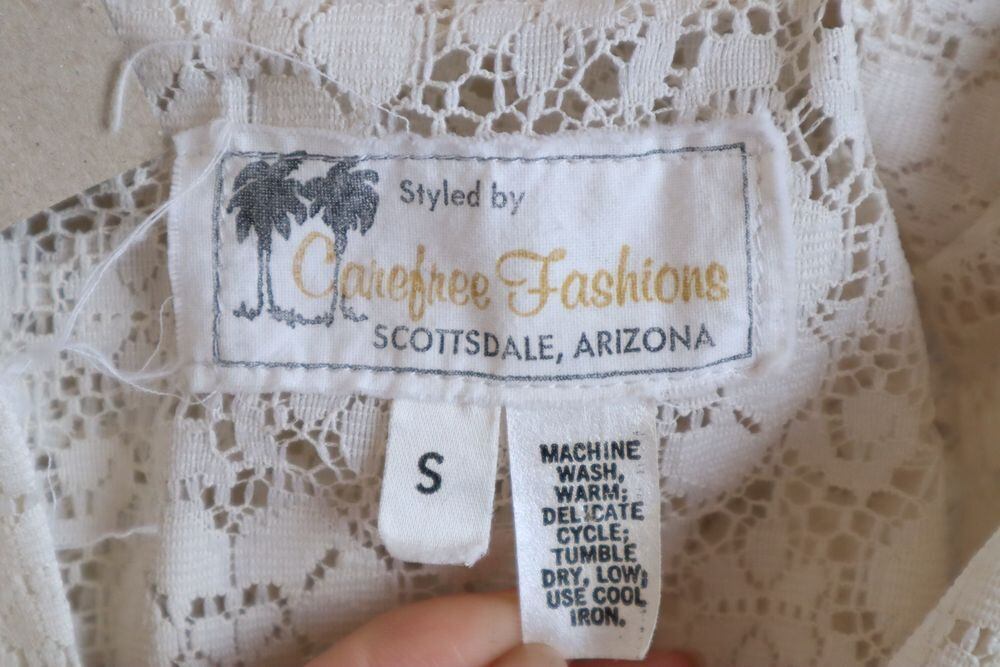 Styled by
Carefree Fashions
SCOTTSDALE, ARIZONA
S
MACHINE
WASH,
WARM;
DELICATE
CYCLE;
TUMBLE
DRY, LOW;
USE COOL
IRON.